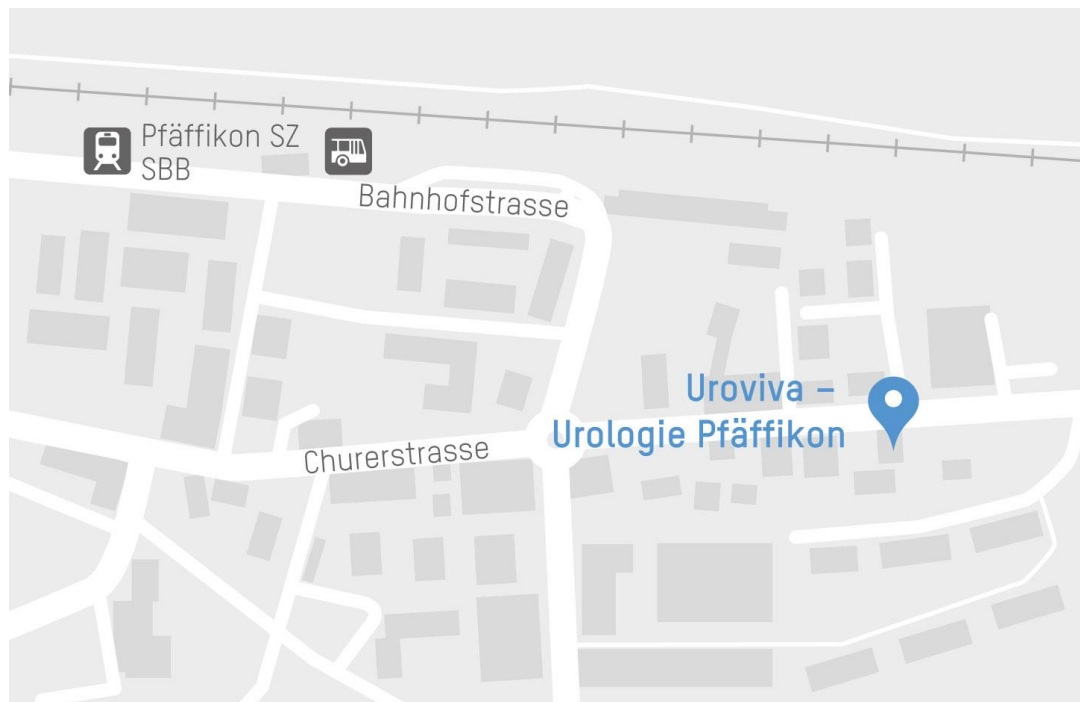 Pfäffikon SZ
SBB
Bahnhofstrasse
Uroviva –
Urologie Pfäffikon
Churerstrasse